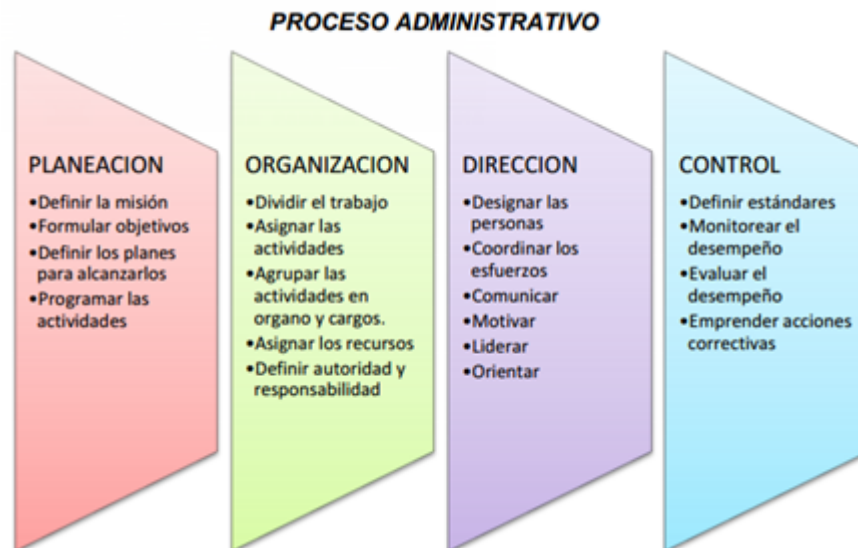 PROCESO ADMINISTRATIVO
PLANEACION
•Definir la misión
•Formular objetivos
•Definir los planes
para alcanzarlos
•Programar las
actividades
ORGANIZACION
•Dividir el trabajo
•Asignar las
actividades
•Agrupar las
actividades en
organo y cargos.
•Asignar los recursos
•Definir autoridad y
responsabilidad
DIRECCION
•Designar las
personas
•Coordinar los
esfuerzos
•Comunicar
•Motivar
•Liderar
•Orientar
CONTROL
•Definir estándares
•Monitorear el
desempeño
•Evaluar el
desempeño
•Emprender acciones
correctivas